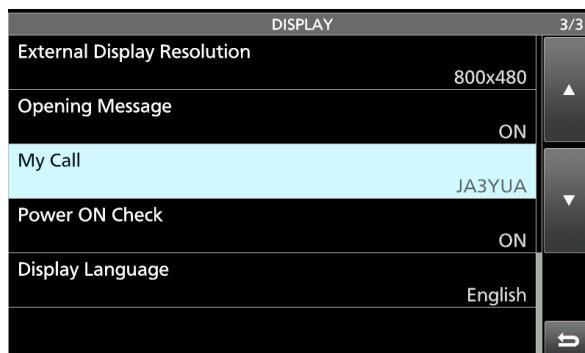 DISPLAY 3/3
External Display Resolution
800x480
Opening Message
ON
My Call
JA3YUA
Power ON Check
ON
Display Language
English